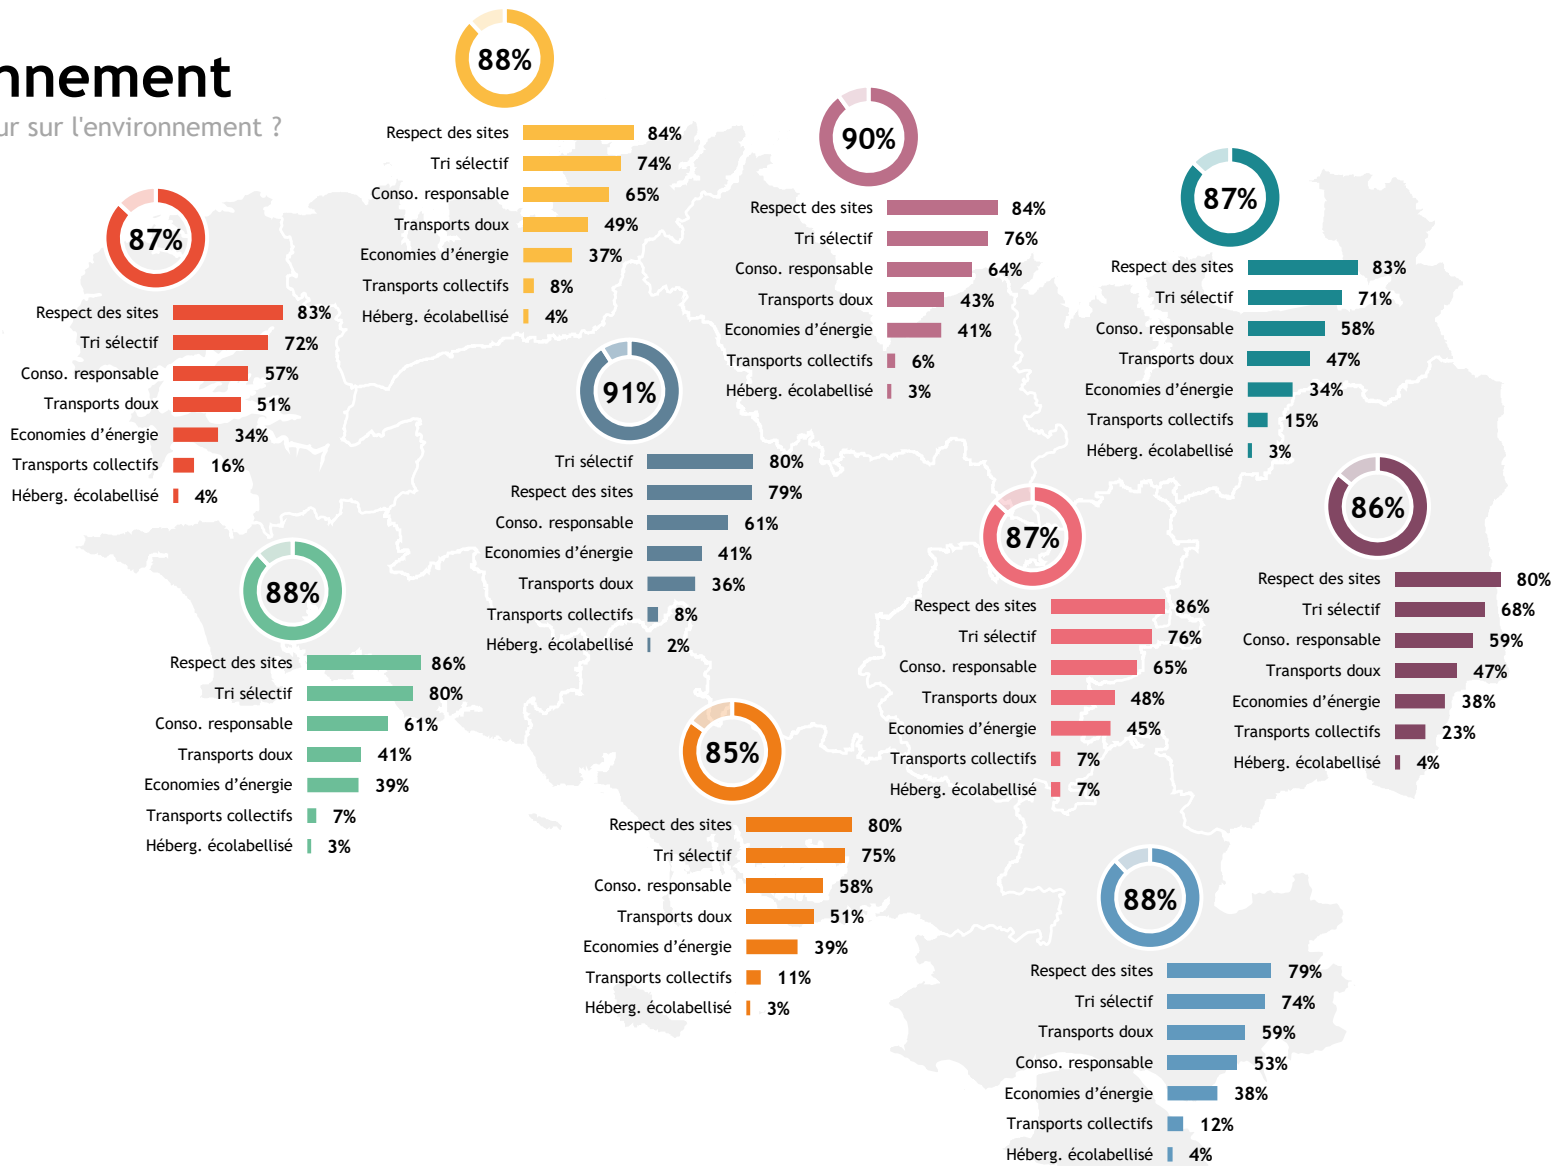 nnement
ur sur l'environnement ?
88%
Respect des sites 84%
Tri sélectif 74%
Conso. responsable 65%
Transports doux 49%
Economies d’énergie 37%
Transports collectifs 8%
Héberg. écolabellisé 4%
90%
Respect des sites 84%
Tri sélectif 76%
Conso. responsable 64%
Transports doux 43%
Economies d’énergie 41%
Transports collectifs 6%
Héberg. écolabellisé 3%
87%
Respect des sites 83%
Tri sélectif 71%
Conso. responsable 58%
Transports doux 47%
Economies d’énergie 34%
Transports collectifs 15%
Héberg. écolabellisé 3%
87%
Respect des sites 83%
Tri sélectif 72%
Conso. responsable 57%
Transports doux 51%
Economies d’énergie 34%
Transports collectifs 16%
Héberg. écolabellisé 4%
91%
Tri sélectif 80%
Respect des sites 79%
Conso. responsable 61%
Economies d’énergie 41%
Transports doux 36%
Transports collectifs 8%
Héberg. écolabellisé 2%
87%
Respect des sites 86%
Tri sélectif 76%
Conso. responsable 65%
Transports doux 48%
Economies d’énergie 45%
Transports collectifs 7%
Héberg. écolabellisé 7%
86%
Respect des sites 80%
Tri sélectif 68%
Conso. responsable 59%
Transports doux 47%
Economies d’énergie 38%
Transports collectifs 23%
Héberg. écolabellisé 4%
88%
Respect des sites 86%
Tri sélectif 80%
Conso. responsable 61%
Transports doux 41%
Economies d’énergie 39%
Transports collectifs 7%
Héberg. écolabellisé 3%
85%
Respect des sites 80%
Tri sélectif 75%
Conso. responsable 58%
Transports doux 51%
Economies d’énergie 39%
Transports collectifs 11%
Héberg. écolabellisé 3%
88%
Respect des sites 79%
Tri sélectif 74%
Transports doux 59%
Conso. responsable 53%
Economies d’énergie 38%
Transports collectifs 12%
Héberg. écolabellisé 4%